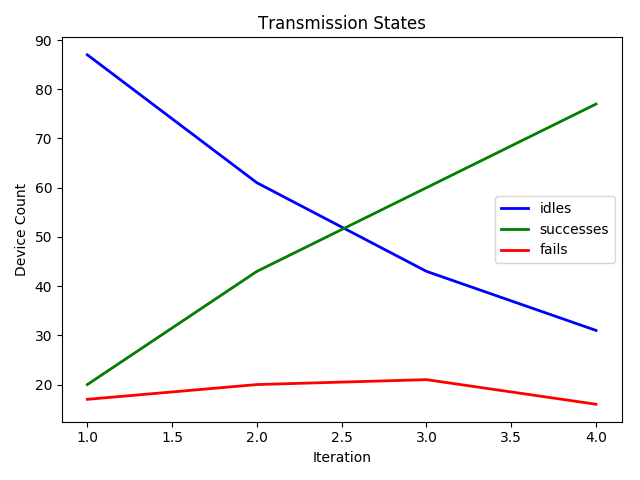 Transmission States
90
80
70
60
50
40
30
20
Device Count
idles
successes
fails
1.0 1.5 2.0 2.5 3.0 3.5 4.0
Iteration